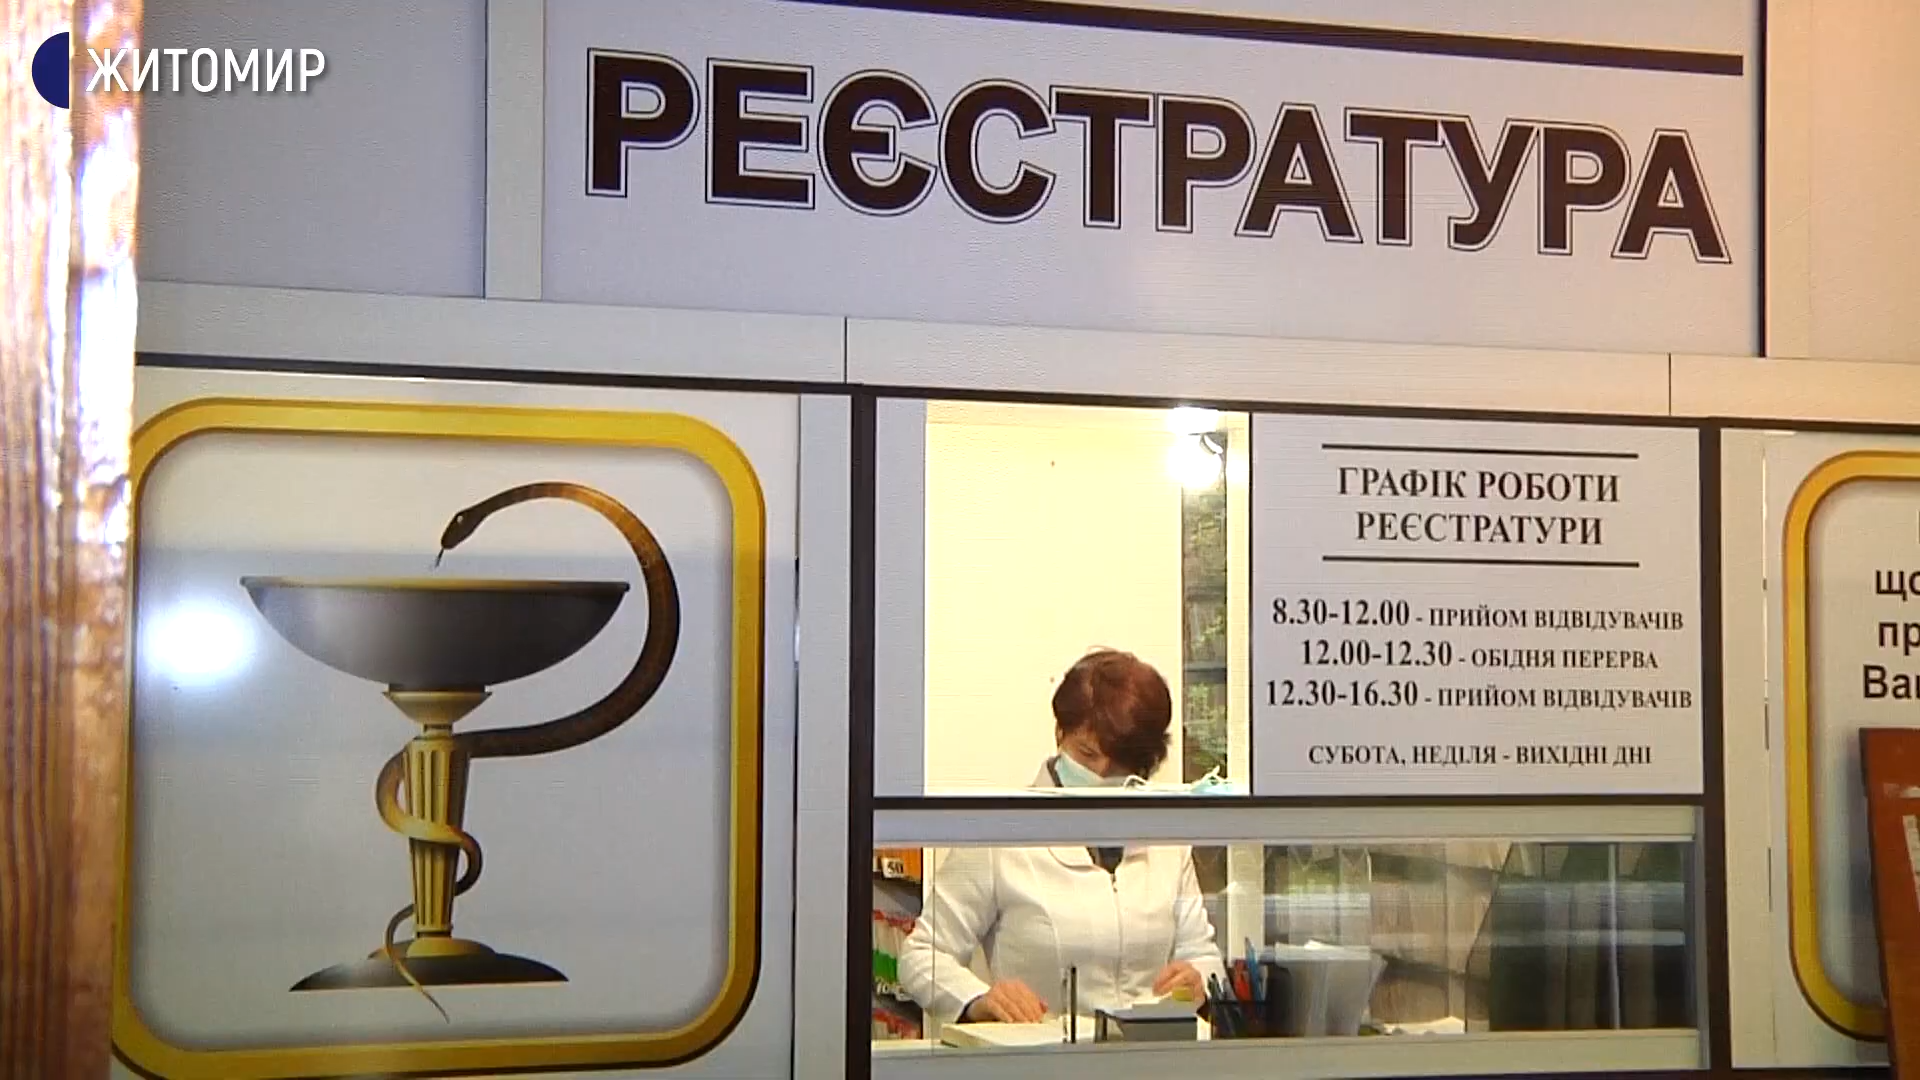 ЖИТОМИР
РЕЄСТРАТУРА
ГРАФІК РОБОТИ
РЕЄСТРАТУРИ
8.30-12.00 - ПРИЙОМ ВІДВІДУВАЧІВ
12.00-12.30 - ОБІДНЯ ПЕРЕРВА
12.30-16.30 - ПРИЙОМ ВІДВІДУВАЧІВ
СУБОТА, НЕДІЛЯ - ВИХІДНІ ДНІ
50